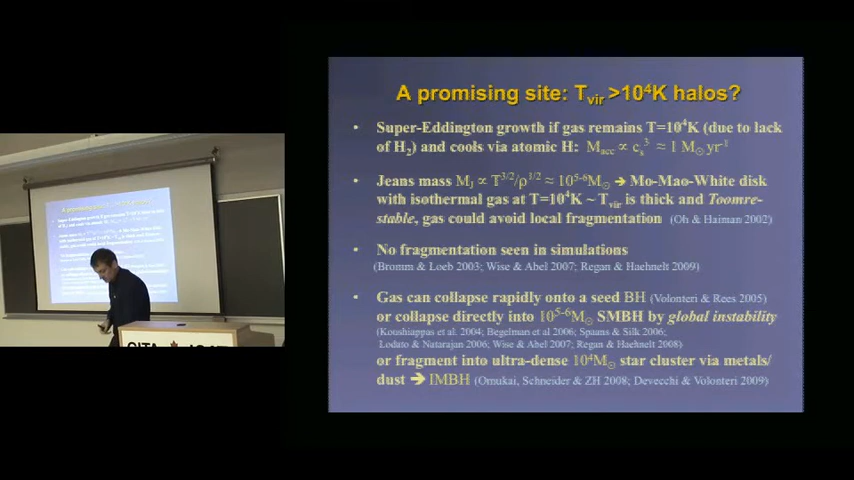 A promising site: Tvir >10⁴K halos?
• Super-Eddington growth if gas remains T=10⁴K (due to lack
of H₂) and cools via atomic H: Macc ∝ cs³ ≈ 1 M⊙yr⁻¹
• Jeans mass MJ ∝ T³/²/ρ¹/² ≈ 10⁵⁻⁶M⊙ ➔ Mo-Mao-White disk
with isothermal gas at T=10⁴K ~ Tvir is thick and Toomre-
stable, gas could avoid local fragmentation (Oh & Haiman 2002)
• No fragmentation seen in simulations
(Bromm & Loeb 2003; Wise & Abel 2007; Regan & Haehnelt 2009)
• Gas can collapse rapidly onto a seed BH (Volonteri & Rees 2005)
or collapse directly into 10⁵⁻⁶M⊙ SMBH by global instability
(Koushiappas et al. 2004; Begelman et al 2006; Spaans & Silk 2006;
Lodato & Natarajan 2006; Wise & Abel 2007; Regan & Haehnelt 2008)
or fragment into ultra-dense 10⁴M⊙ star cluster via metals/
dust ➔ IMBH (Omukai, Schneider & ZH 2008; Devecchi & Volonteri 2009)
A promising site: Tvir >10⁴K halos?
CITA